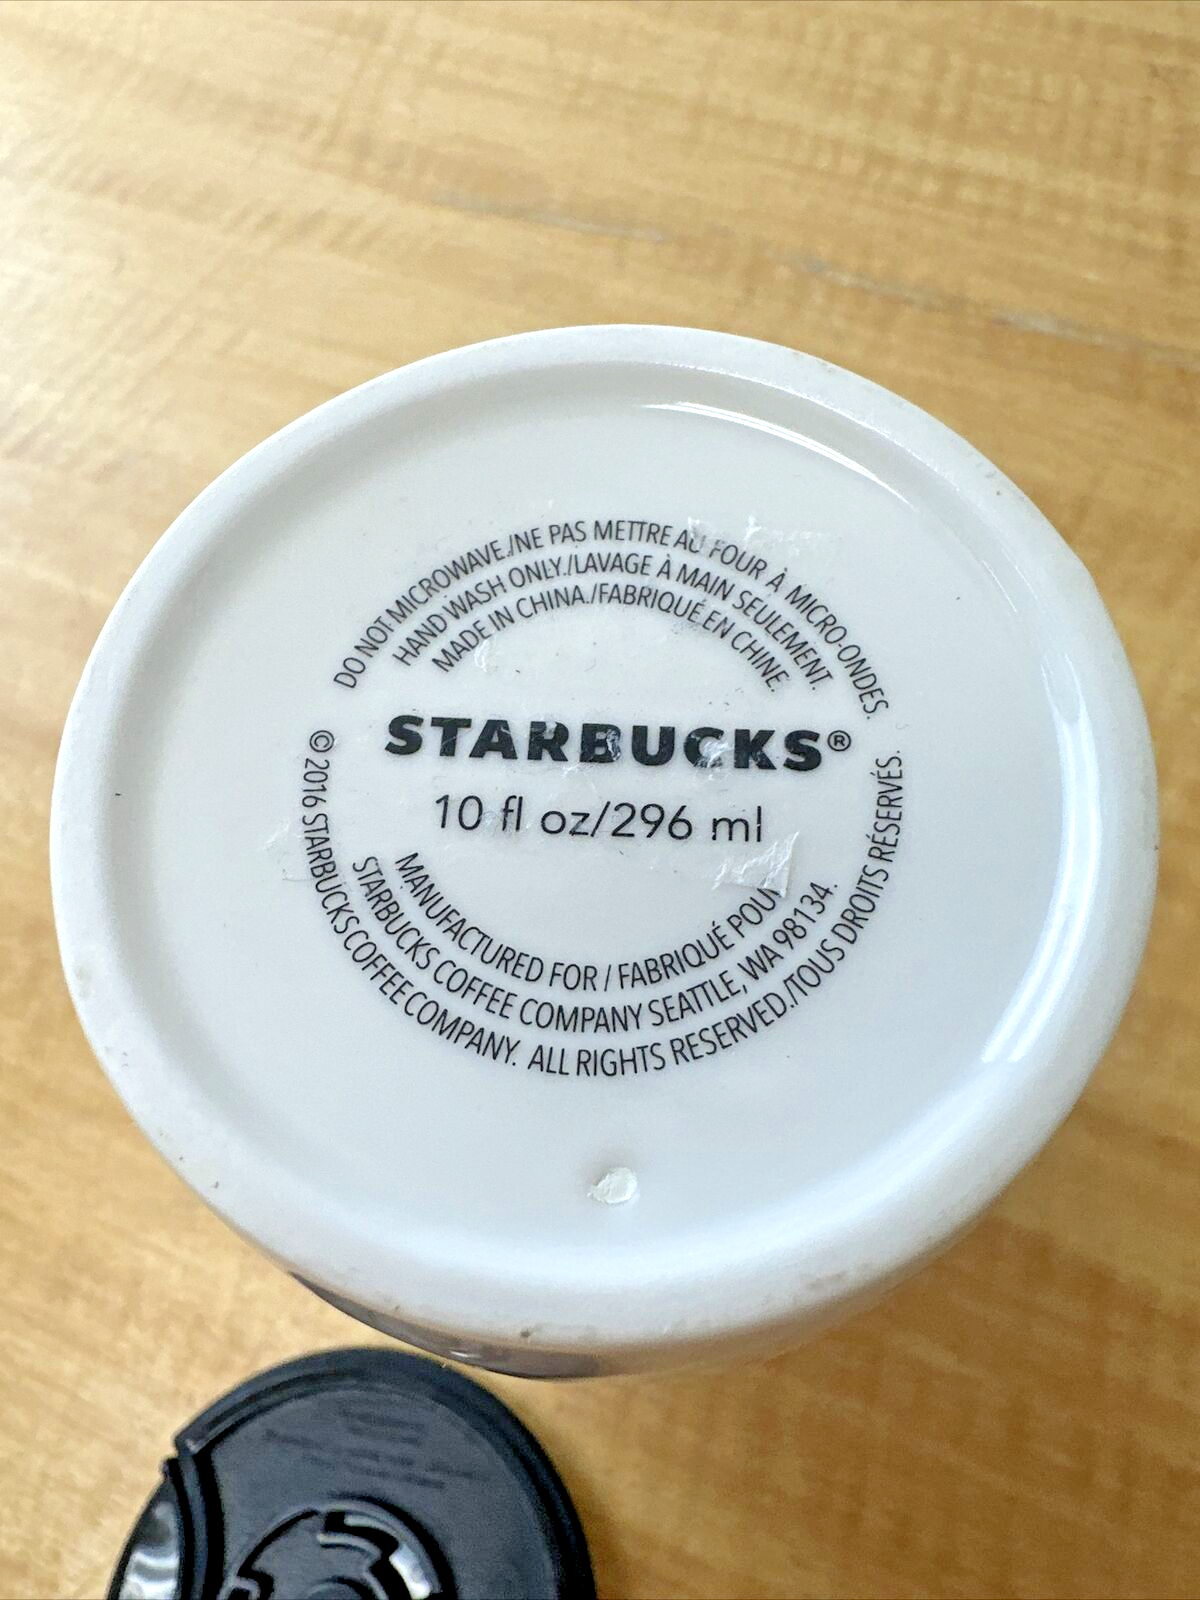 DO NOT MICROWAVE./NE PAS METTRE AU FOUR À MICRO-ONDES.
HAND WASH ONLY./LAVAGE À MAIN SEULEMENT.
MADE IN CHINA./FABRIQUÉ EN CHINE.
STARBUCKS®
10 fl oz/296 ml
MANUFACTURED FOR / FABRIQUÉ POUR
STARBUCKS COFFEE COMPANY SEATTLE, WA 98134.
© 2016 STARBUCKS COFFEE COMPANY. ALL RIGHTS RESERVED./TOUS DROITS RÉSERVÉS.